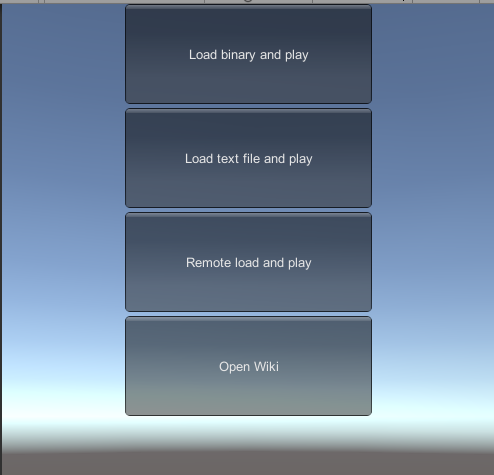 Load binary and play
Load text file and play
Remote load and play
Open Wiki